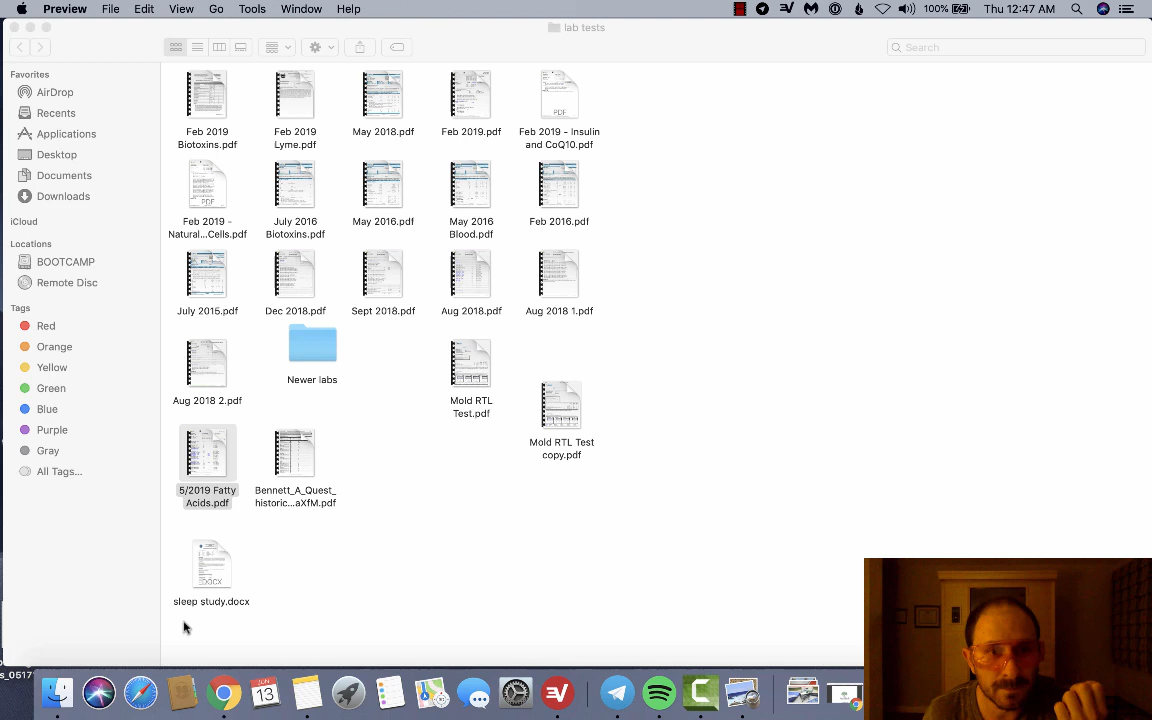 Preview File Edit View Go Tools Window Help 100% Thu 12:47 AM
lab tests
Search
Favorites
AirDrop
Recents
Applications
Desktop
Documents
Downloads
iCloud
Locations
BOOTCAMP
Remote Disc
Tags
Red
Orange
Yellow
Green
Blue
Purple
Gray
All Tags...
Feb 2019
Biotoxins.pdf
Feb 2019
Lyme.pdf
May 2018.pdf
Feb 2019.pdf
PDF
Feb 2019 - Insulin
and CoQ10.pdf
PDF
Feb 2019 -
Natural...Cells.pdf
July 2016
Biotoxins.pdf
May 2016.pdf
May 2016
Blood.pdf
Feb 2016.pdf
July 2015.pdf
Dec 2018.pdf
Sept 2018.pdf
Aug 2018.pdf
Aug 2018 1.pdf
Aug 2018 2.pdf
Newer labs
Mold RTL
Test.pdf
Mold RTL Test
copy.pdf
5/2019 Fatty
Acids.pdf
Bennett_A_Quest_
historic...aXfM.pdf
DOCX
sleep study.docx
s_0517
JUN
13